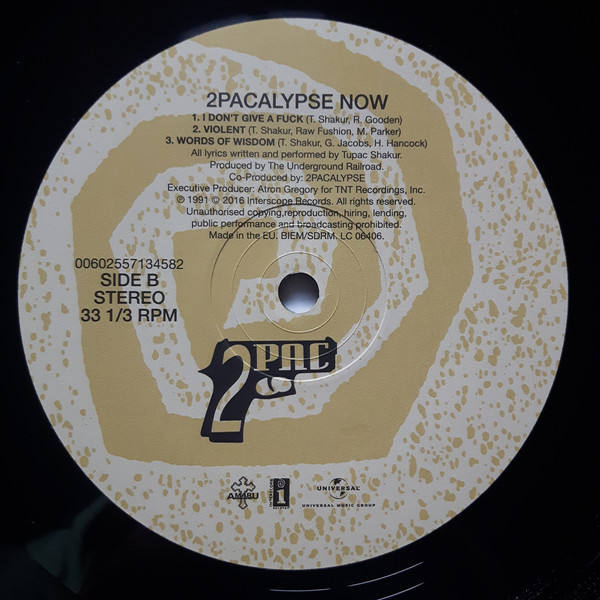 2PACALYPSE NOW
1. I DON'T GIVE A FUCK (T. Shakur, R. Gooden)
2. VIOLENT (T. Shakur, Raw Fushion, M. Parker)
3. WORDS OF WISDOM (T. Shakur, G. Jacobs, H. Hancock)
All lyrics written and performed by Tupac Shakur.
Produced by The Underground Railroad.
Co-Produced by: 2PACALYPSE
Executive Producer: Atron Gregory for TNT Recordings, Inc.
℗ 1991 © 2016 Interscope Records. All rights reserved.
Unauthorised copying,reproduction, hiring, lending,
public performance and broadcasting prohibited.
Made in the EU. BIEM/SDRM. LC 06406.
00602557134582
SIDE B
STEREO
33 1/3 RPM
2PAC
AMARU
INTERSCOPE RECORDS
UNIVERSAL
UNIVERSAL MUSIC GROUP